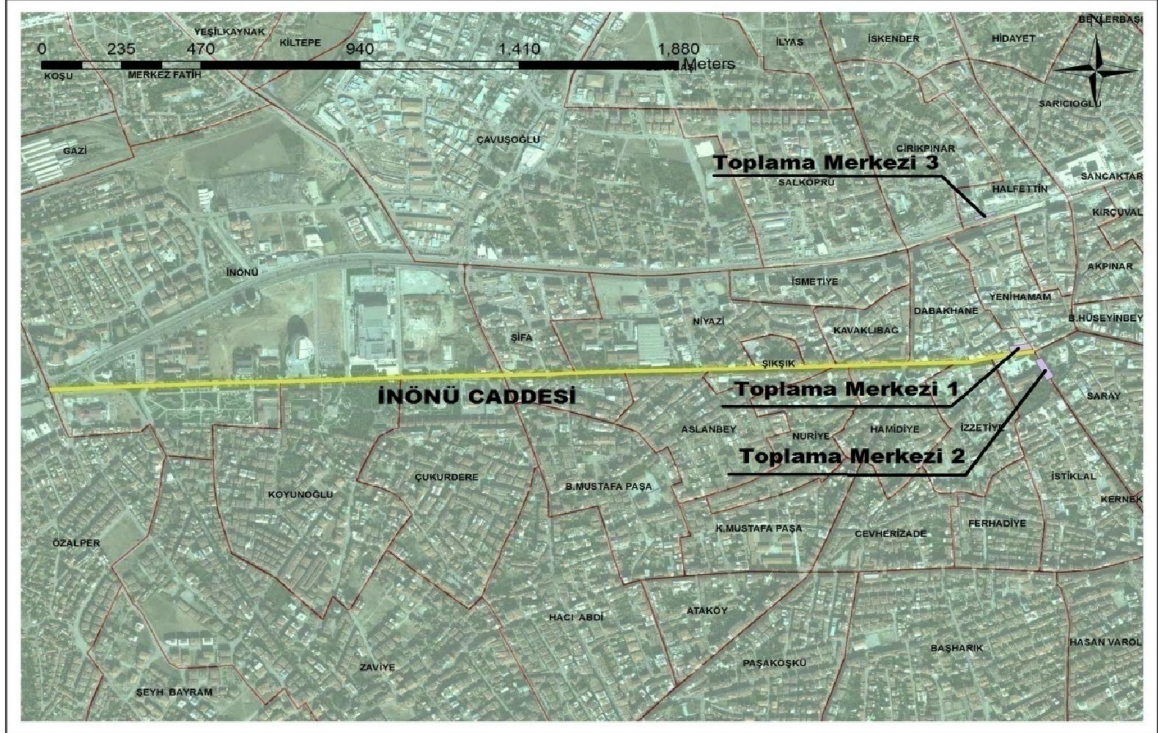 BEYLERBAŞI
YEŞİLKAYNAK
KİLTEPE
İLYAS
İSKENDER
HİDAYET
0 235 470 940 1,410 1,880
Meters
KOŞU
MERKEZ FATİH
SARICIOĞLU
GAZİ
ÇAVUŞOĞLU
CİRİKPINAR
Toplama Merkezi 3
SALKÖPRÜ
HALFETTİN
SANCAKTAR
KIRÇUVAL
İNÖNÜ
AKPINAR
İSMETİYE
YENİHAMAM
DABAKHANE
B.HÜSEYİNBEY
NİYAZİ
KAVAKLIBAĞ
ŞİFA
ŞIKŞIK
İNÖNÜ CADDESİ
Toplama Merkezi 1
SARAY
ASLANBEY
NURİYE
HAMİDİYE
İZZETİYE
Toplama Merkezi 2
ÇUKURDERE
İSTİKLAL
B.MUSTAFA PAŞA
KOYUNOĞLU
KERNEK
K.MUSTAFA PAŞA
CEVHERİZADE
FERHADİYE
ÖZALPER
HACI ABDİ
ATAKÖY
BAŞHARIK
HASAN VAROL
ZAVİYE
PAŞAKÖŞKÜ
ŞEYH BAYRAM